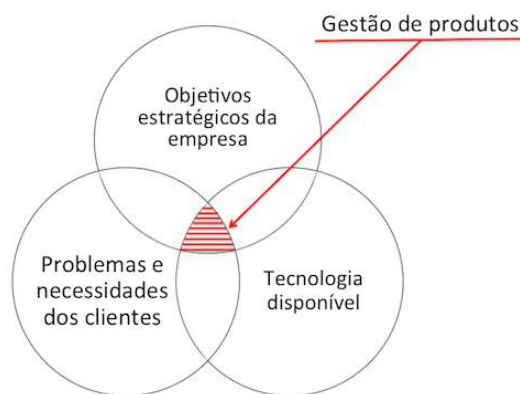 Gestão de produtos
Objetivos
estratégicos da
empresa
Problemas e
necessidades
dos clientes
Tecnologia
disponível